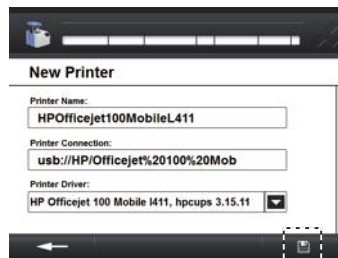 New Printer
Printer Name:
HPOfficejet100MobileL411
Printer Connection:
usb://HP/Officejet%20100%20Mob
Printer Driver:
HP Officejet 100 Mobile l411, hpcups 3.15.11